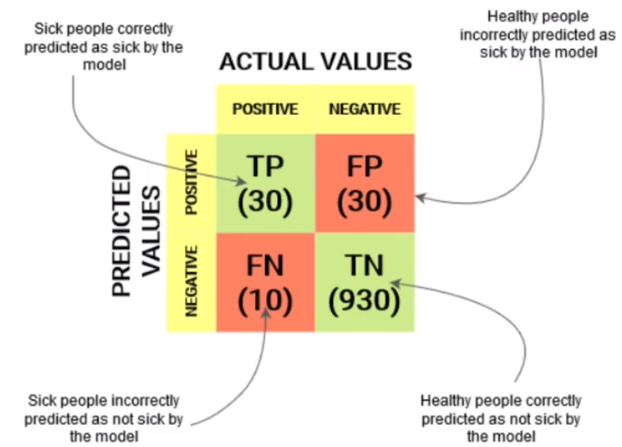 Sick people correctly
predicted as sick by the
model
Healthy people
incorrectly predicted as
sick by the model
ACTUAL VALUES
POSITIVE NEGATIVE
PREDICTED
VALUES
POSITIVE
TP
(30)
FP
(30)
NEGATIVE
FN
(10)
TN
(930)
Sick people incorrectly
predicted as not sick by
the model
Healthy people correctly
predicted as not sick by
the model